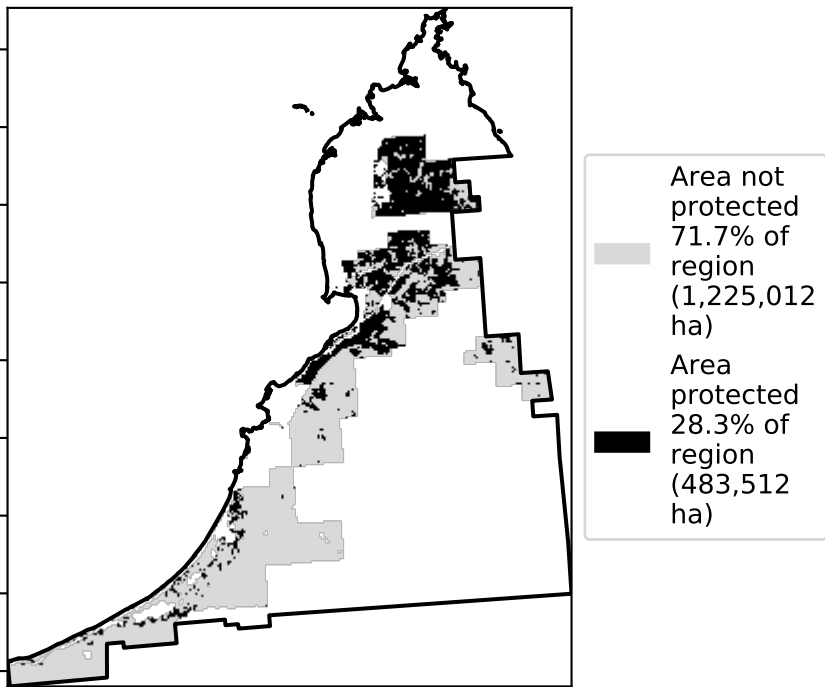 Area not
protected
71.7% of
region
(1,225,012
ha)
Area
protected
28.3% of
region
(483,512
ha)